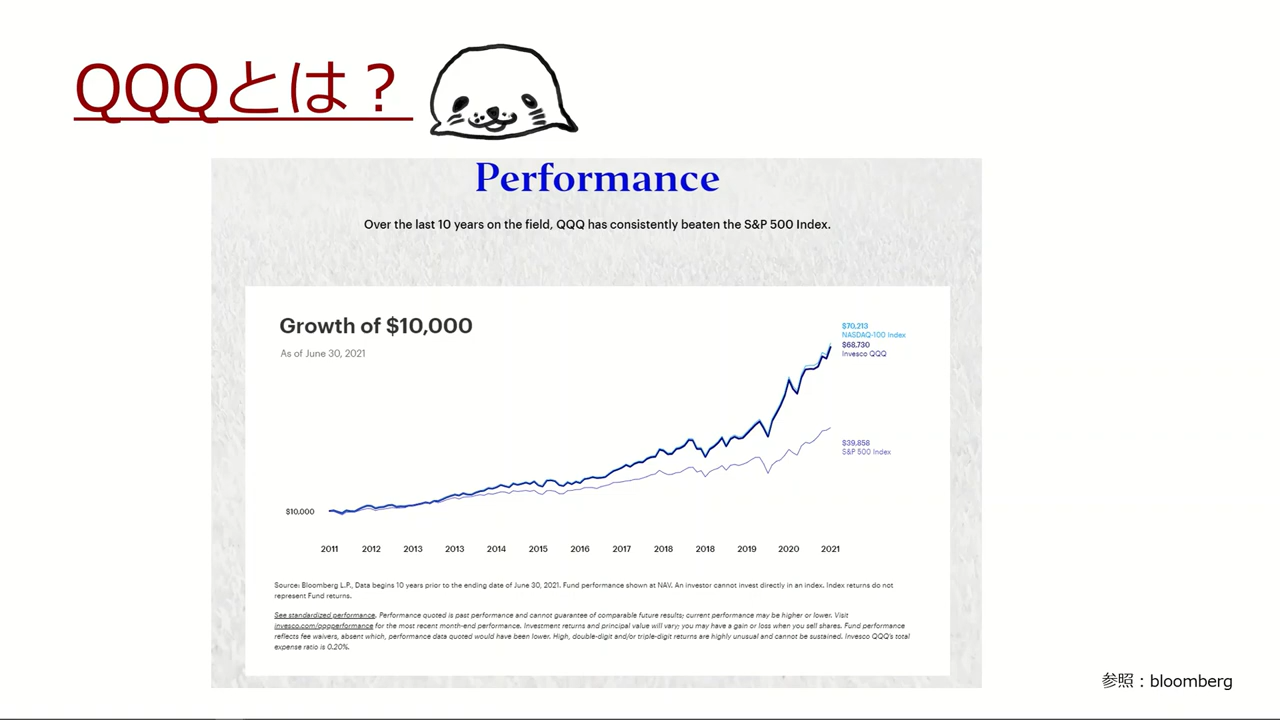 QQQとは？
Performance
Over the last 10 years on the field, QQQ has consistently beaten the S&P 500 Index.
Growth of $10,000
As of June 30, 2021
$70,213
NASDAQ-100 Index
$68,730
Invesco QQQ
$39,858
S&P 500 Index
$10,000
2011 2012 2013 2013 2014 2015 2016 2017 2018 2018 2019 2020 2021
Source: Bloomberg L.P., Data begins 10 years prior to the ending date of June 30, 2021. Fund performance shown at NAV. An investor cannot invest directly in an index. Index returns do not
represent Fund returns.
See standardized performance. Performance quoted is past performance and cannot guarantee of comparable future results; current performance may be higher or lower. Visit
invesco.com/qqqperformance for the most recent month-end performance. Investment returns and principal value will vary; you may have a gain or loss when you sell shares. Fund performance
reflects fee waivers, absent which, performance data quoted would have been lower. High, double-digit and/or triple-digit returns are highly unusual and cannot be sustained. Invesco QQQ's total
expense ratio is 0.20%.
参照：bloomberg